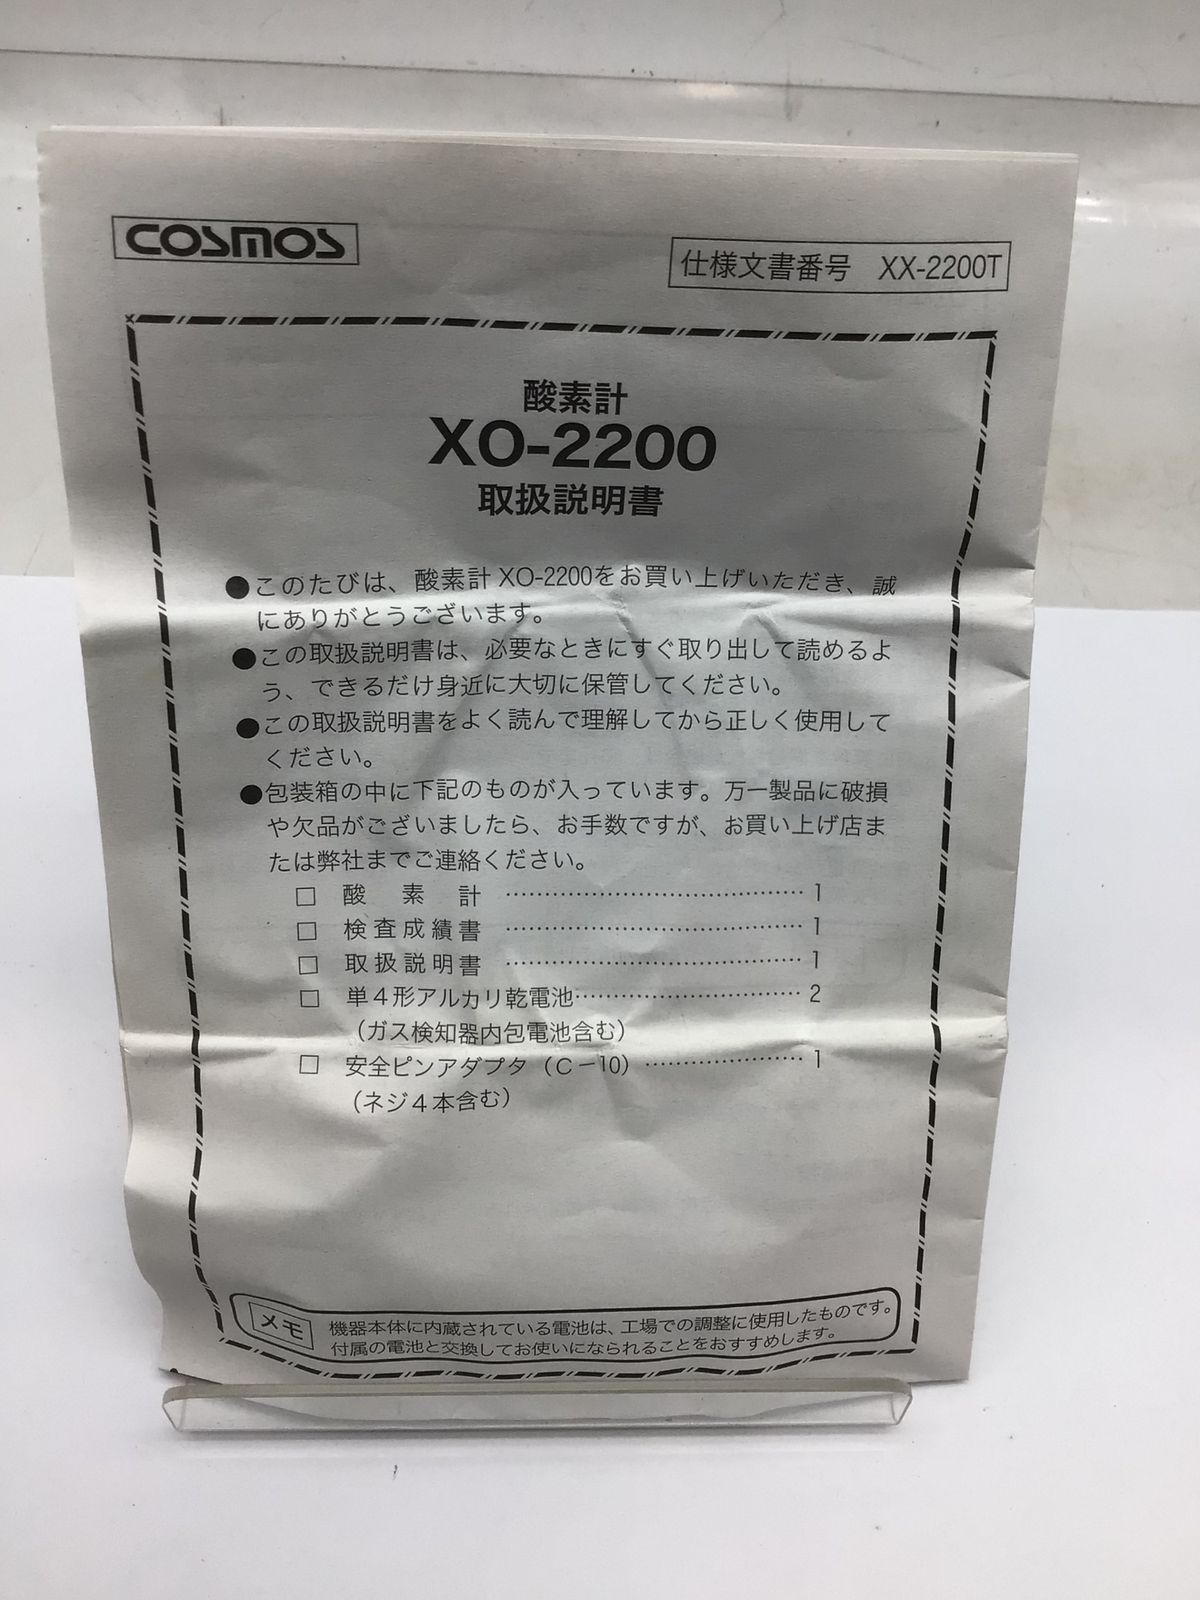 COSMOS
仕様文書番号 XX-2200T
酸素計
XO-2200
取扱説明書
●このたびは、酸素計 XO-2200をお買い上げいただき、誠
にありがとうございます。
●この取扱説明書は、必要なときにすぐ取り出して読めるよ
う、できるだけ身近に大切に保管してください。
●この取扱説明書をよく読んで理解してから正しく使用して
ください。
●包装箱の中に下記のものが入っています。万一製品に破損
や欠品がございましたら、お手数ですが、お買い上げ店ま
たは弊社までご連絡ください。
□ 酸素計 …………………………………… 1
□ 検査成績書 …………………………………… 1
□ 取扱説明書 …………………………………… 1
□ 単4形アルカリ乾電池………………………… 2
(ガス検知器内包電池含む)
□ 安全ピンアダプタ(C-10) ………………… 1
(ネジ4本含む)
メモ 機器本体に内蔵されている電池は、工場での調整に使用したものです。
付属の電池と交換してお使いになられることをおすすめします。